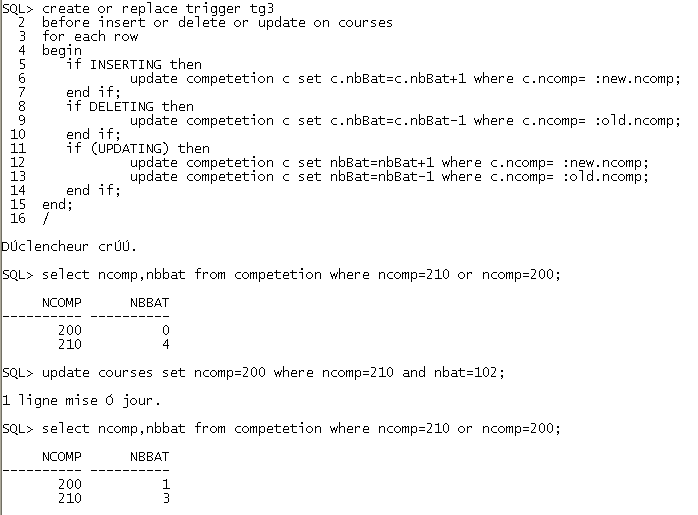 SQL> create or replace trigger tg3
2 before insert or delete or update on courses
3 for each row
4 begin
5 if INSERTING then
6 update competetion c set c.nbBat=c.nbBat+1 where c.ncomp= :new.ncomp;
7 end if;
8 if DELETING then
9 update competetion c set c.nbBat=c.nbBat-1 where c.ncomp= :old.ncomp;
10 end if;
11 if (UPDATING) then
12 update competetion c set nbBat=nbBat+1 where c.ncomp= :new.ncomp;
13 update competetion c set nbBat=nbBat-1 where c.ncomp= :old.ncomp;
14 end if;
15 end;
16 /
DÚclencheur crÚÚ.
SQL> select ncomp,nbbat from competetion where ncomp=210 or ncomp=200;
NCOMP NBBAT
---------- ----------
200 0
210 4
SQL> update courses set ncomp=200 where ncomp=210 and nbat=102;
1 ligne mise Ó jour.
SQL> select ncomp,nbbat from competetion where ncomp=210 or ncomp=200;
NCOMP NBBAT
---------- ----------
200 1
210 3